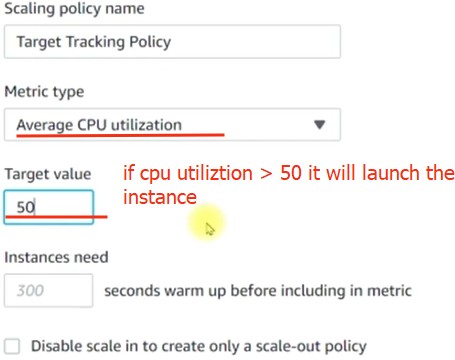 Scaling policy name
Target Tracking Policy
Metric type
Average CPU utilization
Target value
if cpu utiliztion > 50 it will launch the
instance
50
Instances need
300 seconds warm up before including in metric
Disable scale in to create only a scale-out policy